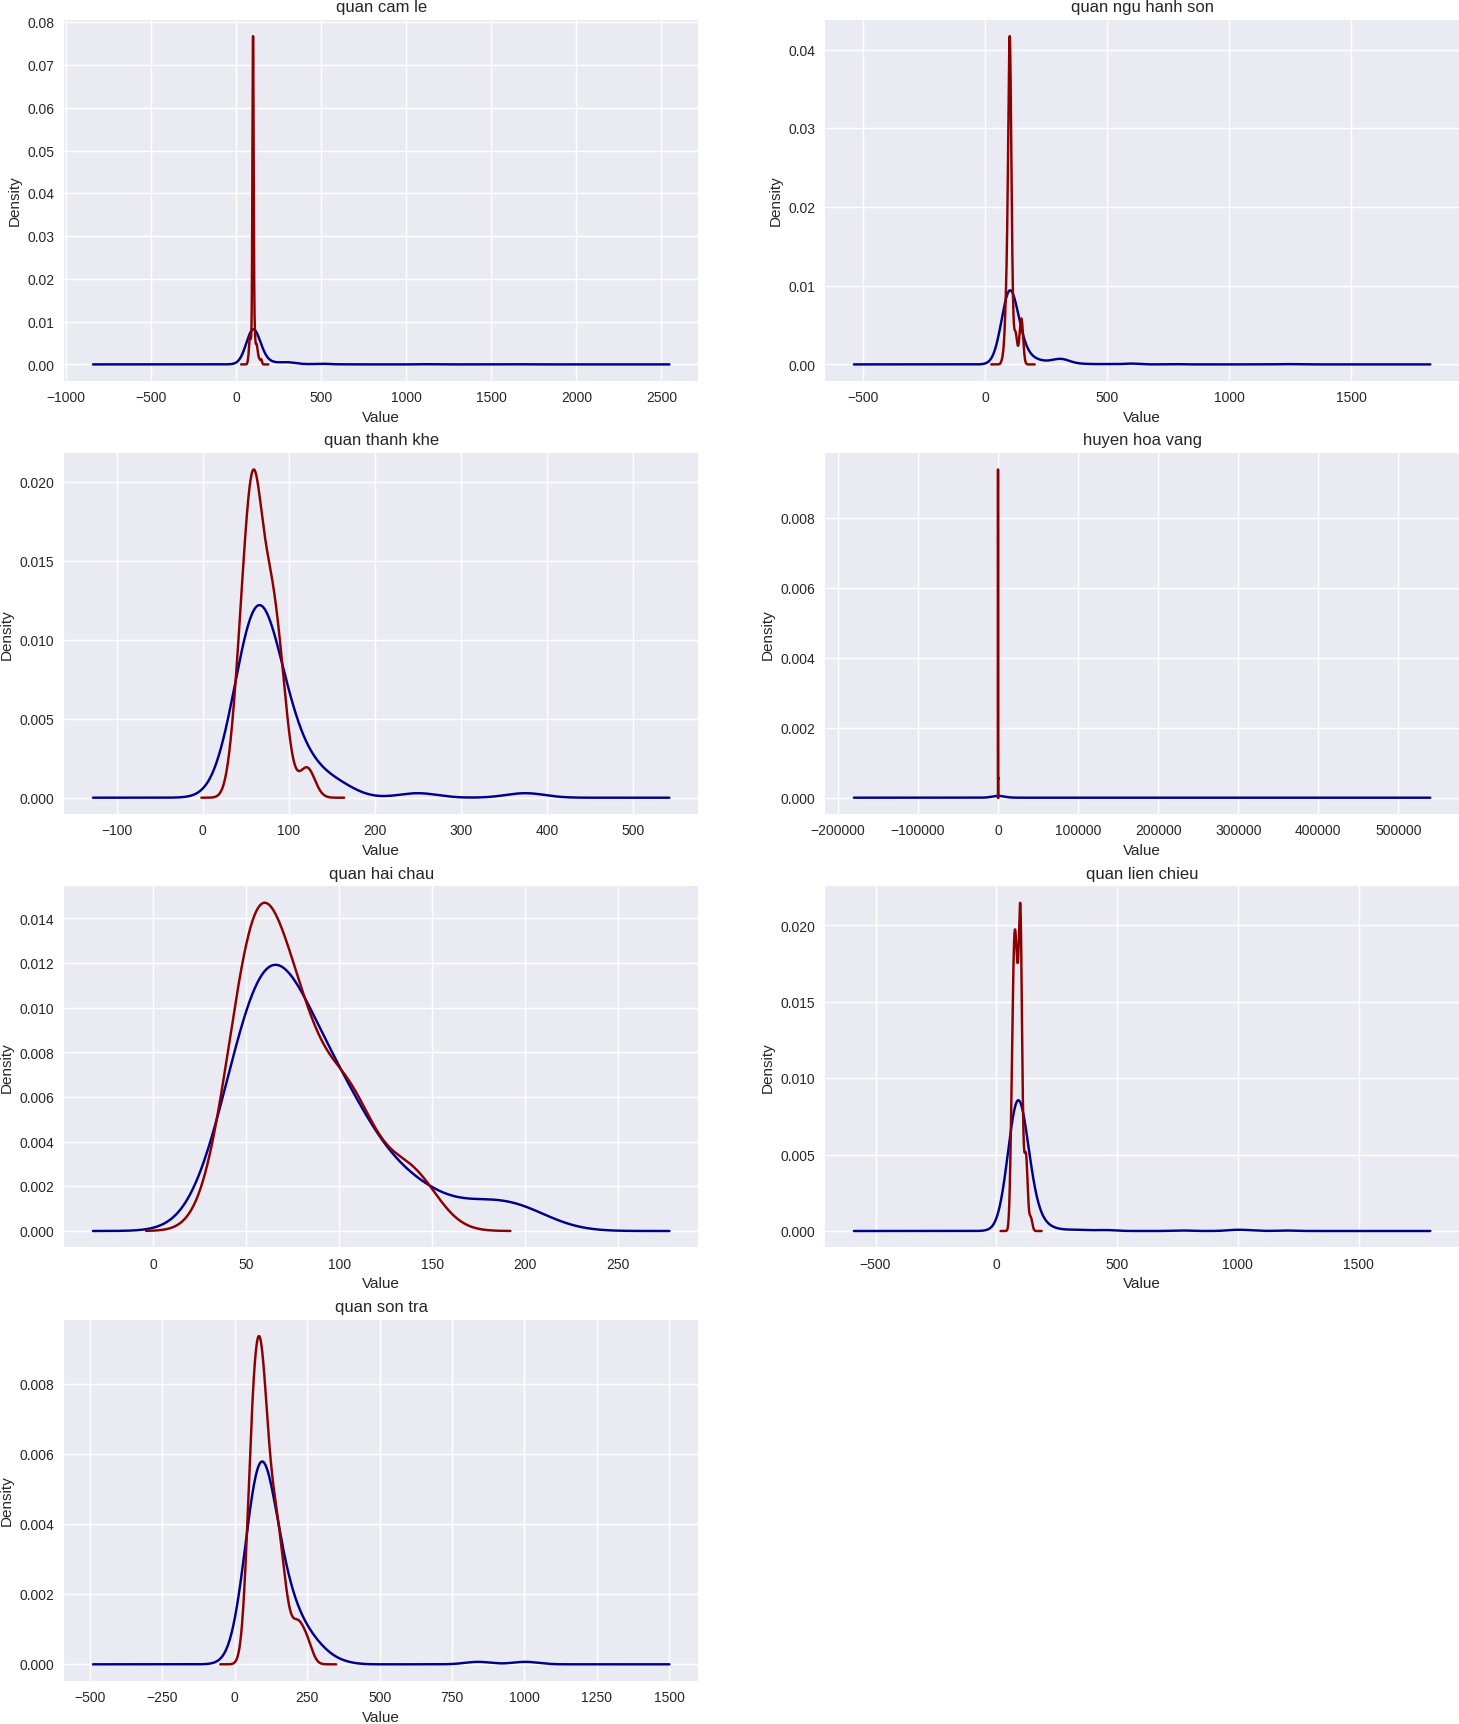 quan cam le
Density
0.08
0.07
0.06
0.05
0.04
0.03
0.02
0.01
0.00
−1000 −500 0 500 1000 1500 2000 2500
Value
quan ngu hanh son
Density
0.04
0.03
0.02
0.01
0.00
−500 0 500 1000 1500
Value
quan thanh khe
Density
0.020
0.015
0.010
0.005
0.000
−100 0 100 200 300 400 500
Value
huyen hoa vang
Density
0.008
0.006
0.004
0.002
0.000
−200000 −100000 0 100000 200000 300000 400000 500000
Value
quan hai chau
Density
0.014
0.012
0.010
0.008
0.006
0.004
0.002
0.000
0 50 100 150 200 250
Value
quan lien chieu
Density
0.020
0.015
0.010
0.005
0.000
−500 0 500 1000 1500
Value
quan son tra
Density
0.008
0.006
0.004
0.002
0.000
−500 −250 0 250 500 750 1000 1250 1500
Value